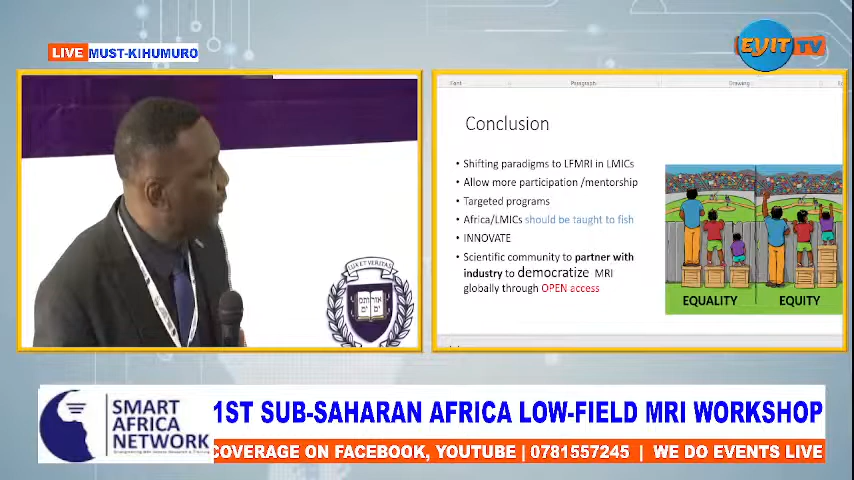 LIVE MUST-KIHUMURO
EVIT TV
Font Paragraph Drawing
Conclusion
• Shifting paradigms to LFMRI in LMICs
• Allow more participation /mentorship
• Targeted programs
• Africa/LMICs should be taught to fish
• INNOVATE
• Scientific community to partner with
industry to democratize MRI
globally through OPEN access
EQUALITY
EQUITY
LUX ET VERITAS
SMART
AFRICA
NETWORK
1ST SUB-SAHARAN AFRICA LOW-FIELD MRI WORKSHOP
COVERAGE ON FACEBOOK, YOUTUBE | 0781557245 | WE DO EVENTS LIVE